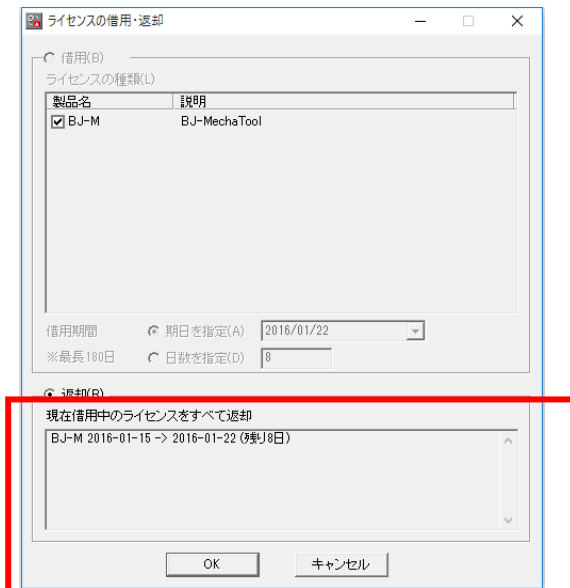 ライセンスの借用・返却
借用(B)
ライセンスの種類(L)
製品名 説明
BJ-M BJ-MechaTool
借用期間 期日を指定(A) 2016/01/22
※最長180日 日数を指定(D) 8
返却(R)
現在借用中のライセンスをすべて返却
BJ-M 2016-01-15 -> 2016-01-22 (残り8日)
OK キャンセル